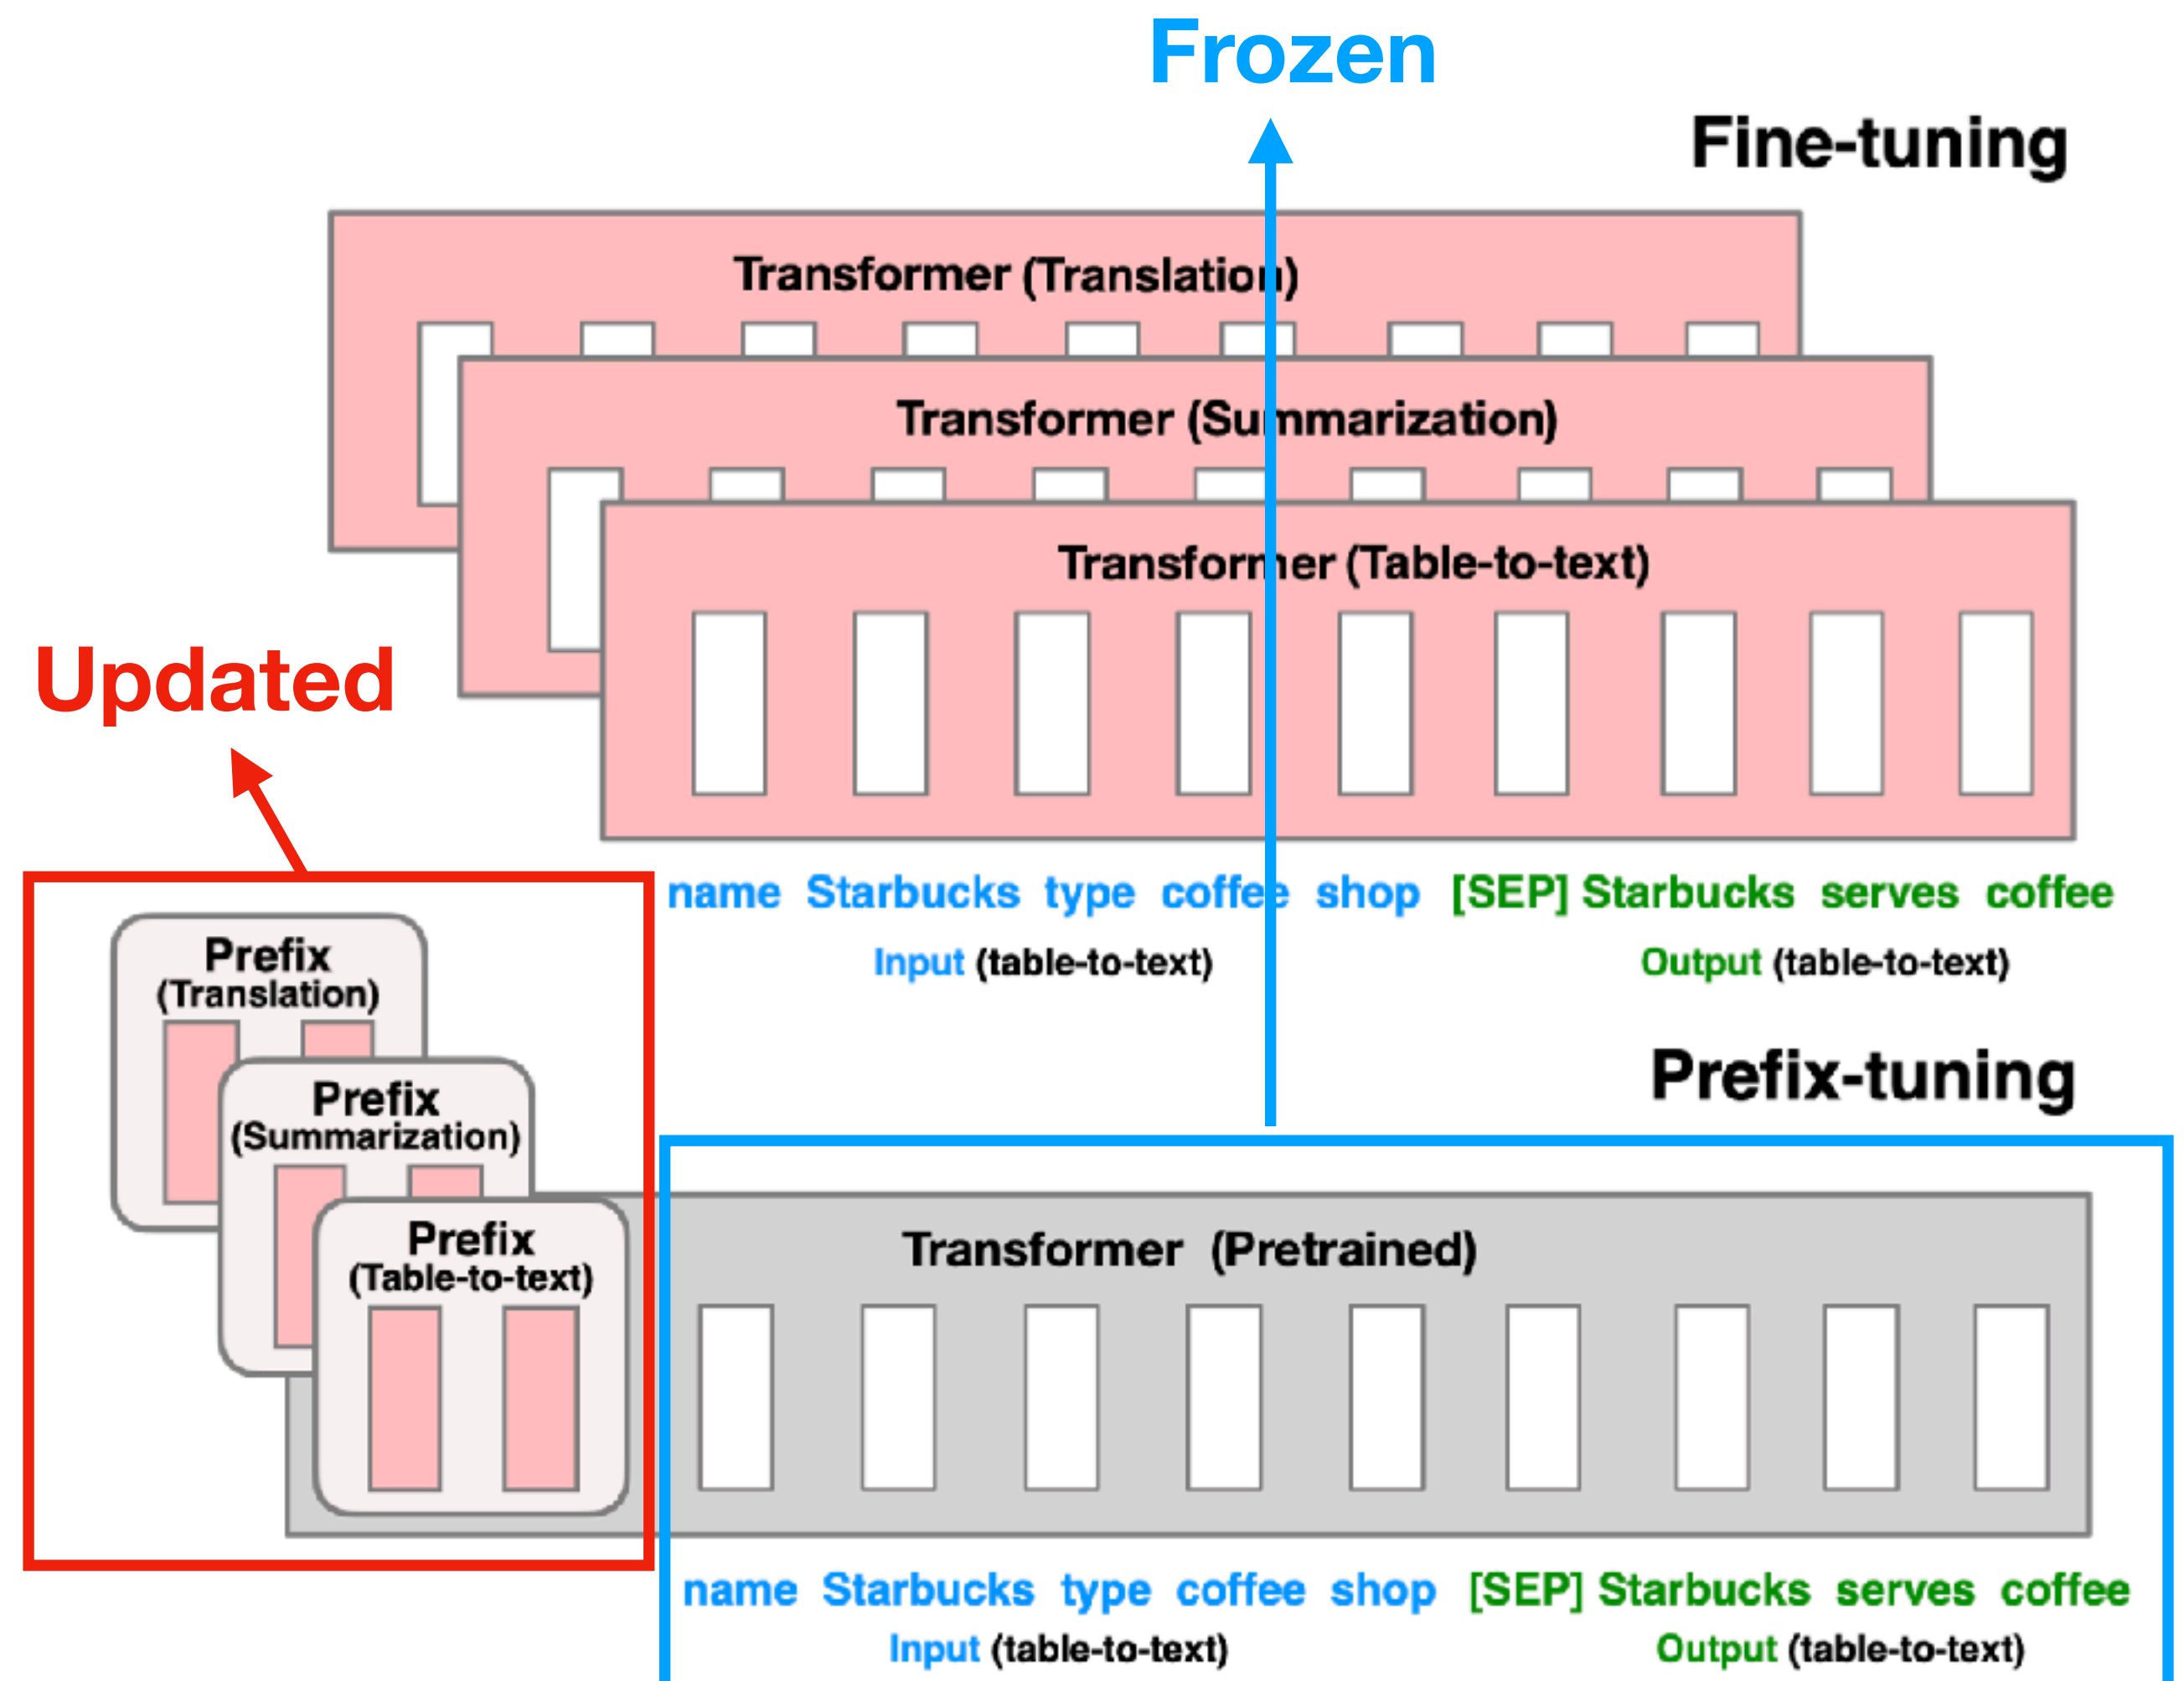 Frozen
Fine-tuning
Transformer (Translation)
Transformer (Summarization)
Transformer (Table-to-text)
Updated
name Starbucks type coffee shop [SEP] Starbucks serves coffee
Input (table-to-text) Output (table-to-text)
Prefix
(Translation)
Prefix-tuning
Prefix
(Summarization)
Prefix
(Table-to-text)
Transformer (Pretrained)
name Starbucks type coffee shop [SEP] Starbucks serves coffee
Input (table-to-text) Output (table-to-text)